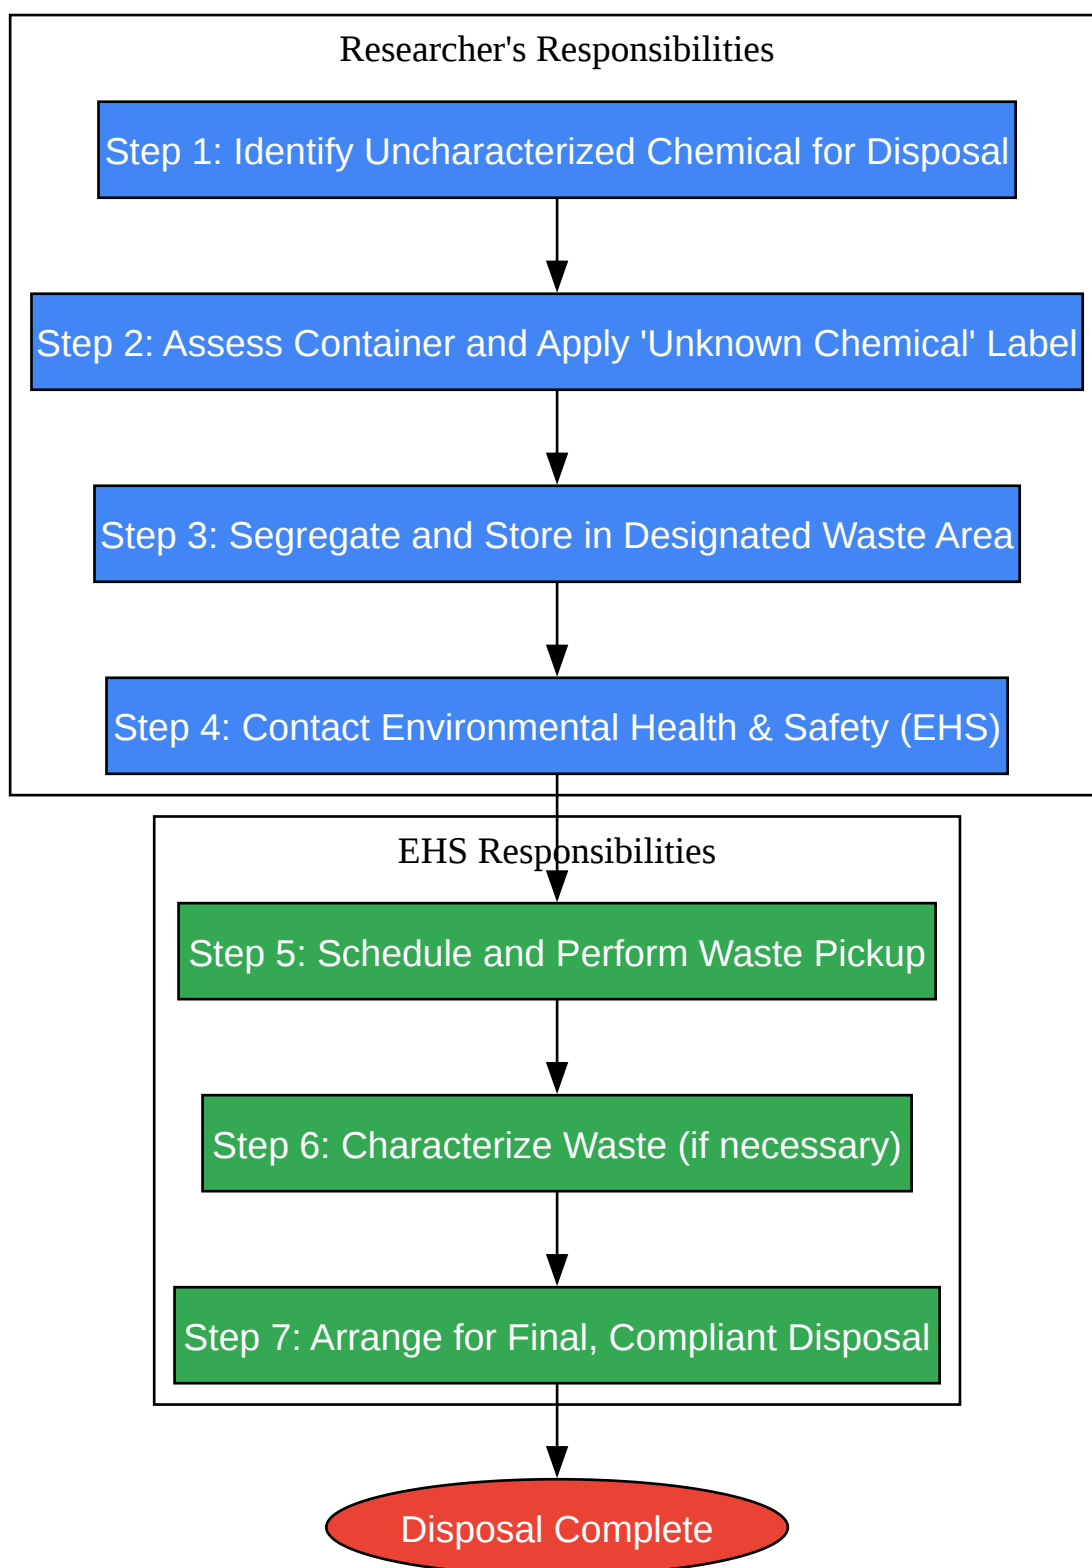 Researcher's Responsibilities
Step 1: Identify Uncharacterized Chemical for Disposal
Step 2: Assess Container and Apply 'Unknown Chemical' Label
Step 3: Segregate and Store in Designated Waste Area
Step 4: Contact Environmental Health & Safety (EHS)
EHS Responsibilities
Step 5: Schedule and Perform Waste Pickup
Step 6: Characterize Waste (if necessary)
Step 7: Arrange for Final, Compliant Disposal
Disposal Complete